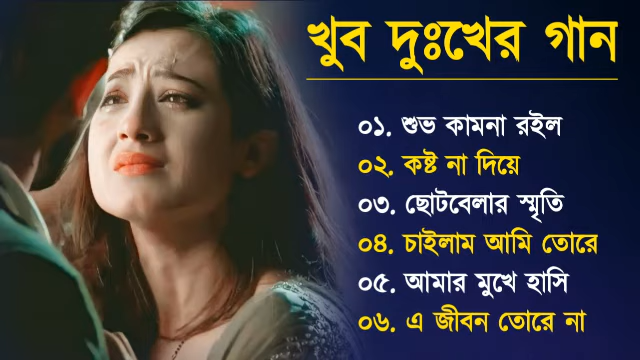 খুব দুঃখের গান
০১. শুভ কামনা রইল
০২. কষ্ট না দিয়ে
০৩. ছোটবেলার স্মৃতি
০৪. চাইলাম আমি তোরে
০৫. আমার মুখে হাসি
০৬. এ জীবন তোরে না